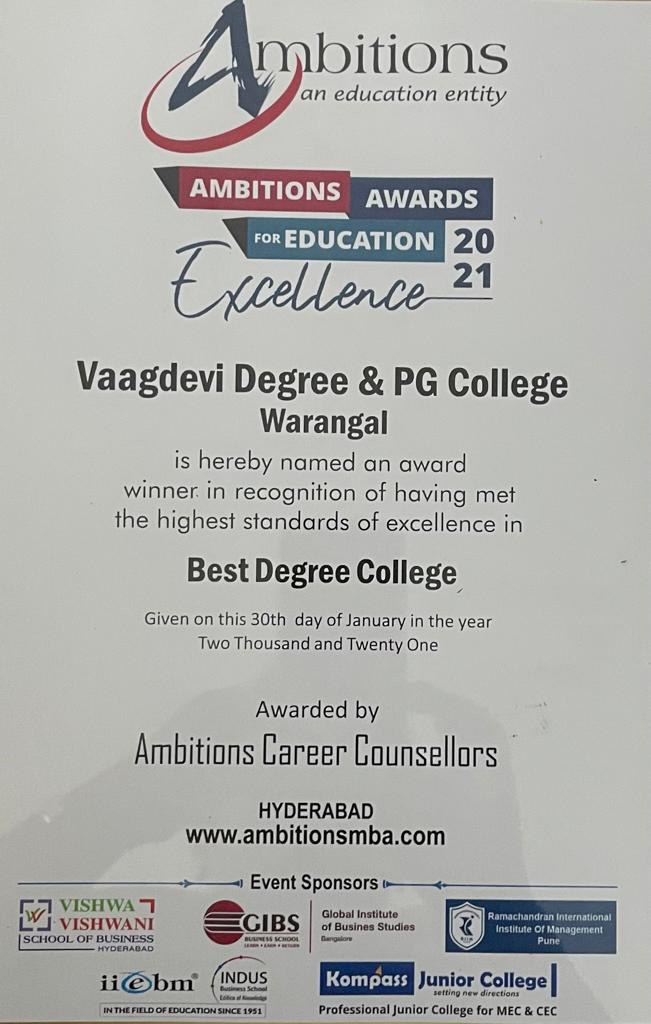 Ambitions
an education entity
AMBITIONS AWARDS
FOR EDUCATION 20
Excellence 21
Vaagdevi Degree & PG College
Warangal
is hereby named an award
winner in recognition of having met
the highest standards of excellence in
Best Degree College
Given on this 30th day of January in the year
Two Thousand and Twenty One
Awarded by
Ambitions Career Counsellors
HYDERABAD
www.ambitionsmba.com
Event Sponsors
VISHWA
VISHWANI
SCHOOL OF BUSINESS
HYDERABAD
GIBS
BUSINESS SCHOOL
LEARN • EARN • RETURN
Global Institute
of Busines Studies
Bangalore
Ramachandran International
Institute Of Management
Pune
iiebm®
INDUS
Business School
IN THE FIELD OF EDUCATION SINCE 1951
Kompass Junior College
setting new directions
Professional Junior College for MEC & CEC